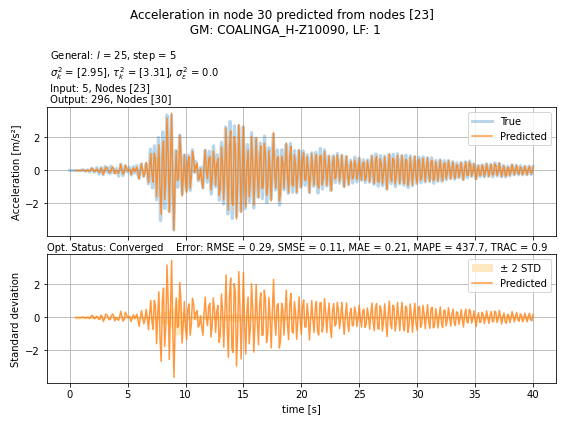 Acceleration in node 30 predicted from nodes [23]
GM: COALINGA_H-Z10090, LF: 1
General: l = 25, step = 5
σ²ₖ = [2.95], τ²ₖ = [3.31], σ²ε = 0.0
Input: 5, Nodes [23]
Output: 296, Nodes [30]
Acceleration [m/s²]
2
0
−2
True
Predicted
Opt. Status: Converged Error: RMSE = 0.29, SMSE = 0.11, MAE = 0.21, MAPE = 437.7, TRAC = 0.9
Standard deviation
2
0
−2
± 2 STD
Predicted
0 5 10 15 20 25 30 35 40
time [s]